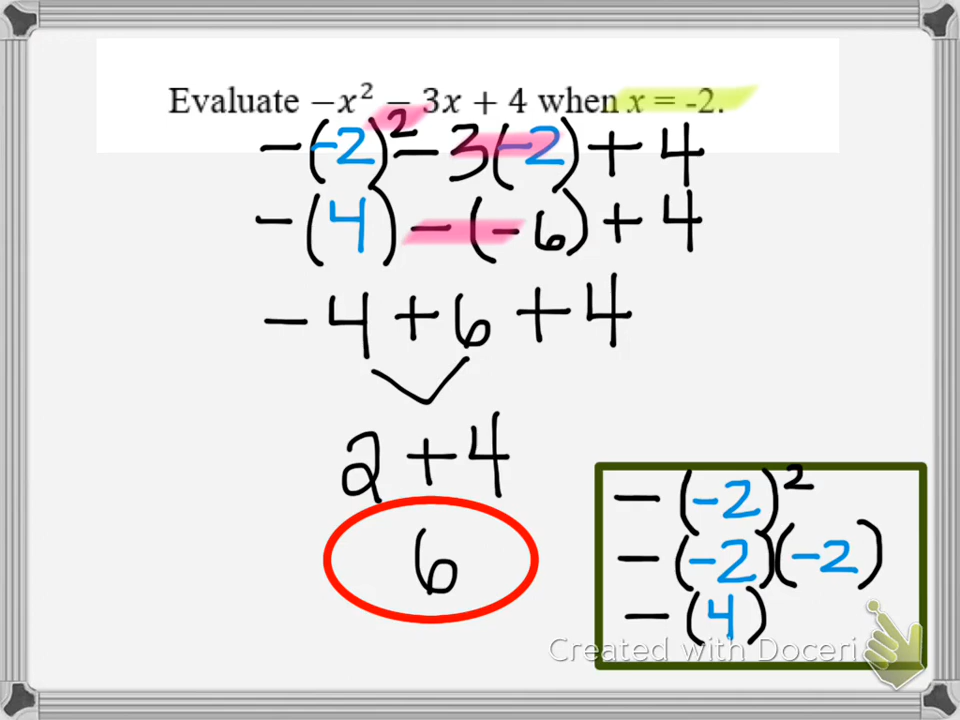 Evaluate −x² − 3x + 4 when x = -2.
−(−2)² − 3(−2) + 4
−(4) − (−6) + 4
−4 + 6 + 4
2 + 4
6
−(−2)²
−(−2)(−2)
−(4)
Created with Doceri